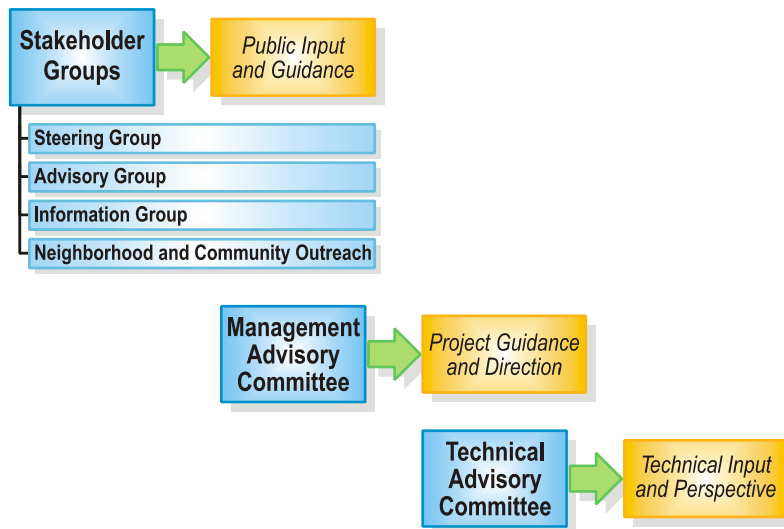 Stakeholder
Groups
Public Input
and Guidance
Steering Group
Advisory Group
Information Group
Neighborhood and Community Outreach
Management
Advisory
Committee
Project Guidance
and Direction
Technical
Advisory
Committee
Technical Input
and Perspective